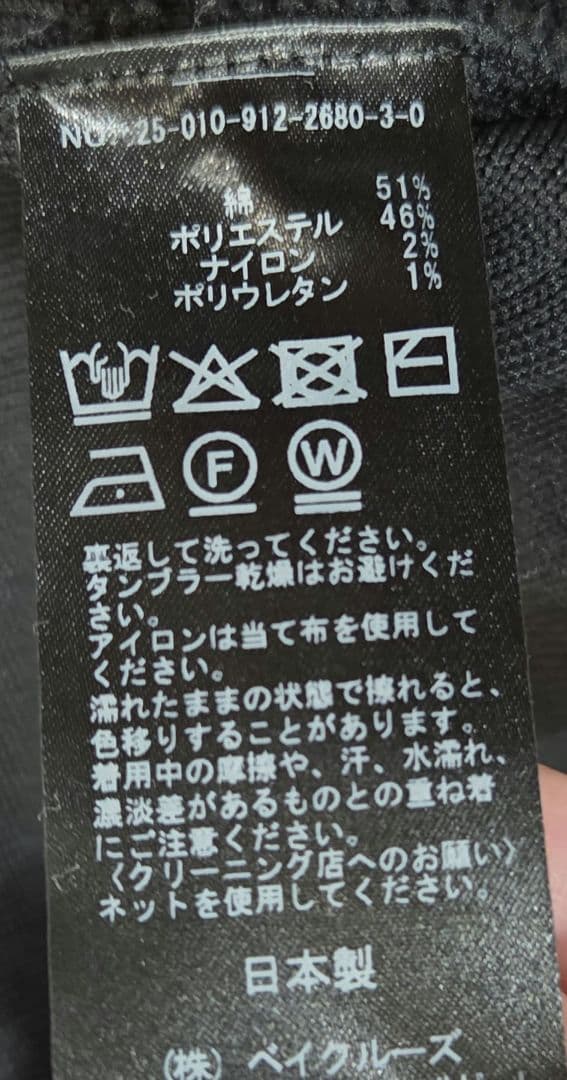 NO. 25-010-912-2680-3-0
綿 51%
ポリエステル 46%
ナイロン 2%
ポリウレタン 1%
F W
裏返して洗ってください。
タンブラー乾燥はお避けくだ
さい。
アイロンは当て布を使用して
ください。
濡れたままの状態で擦れると、
色移りすることがあります。
着用中の摩擦や、汗、水濡れ、
濃淡差があるものとの重ね着
にご注意ください。
〈クリーニング店へのお願い〉
ネットを使用してください。
日本製
(株) ベイクルーズ